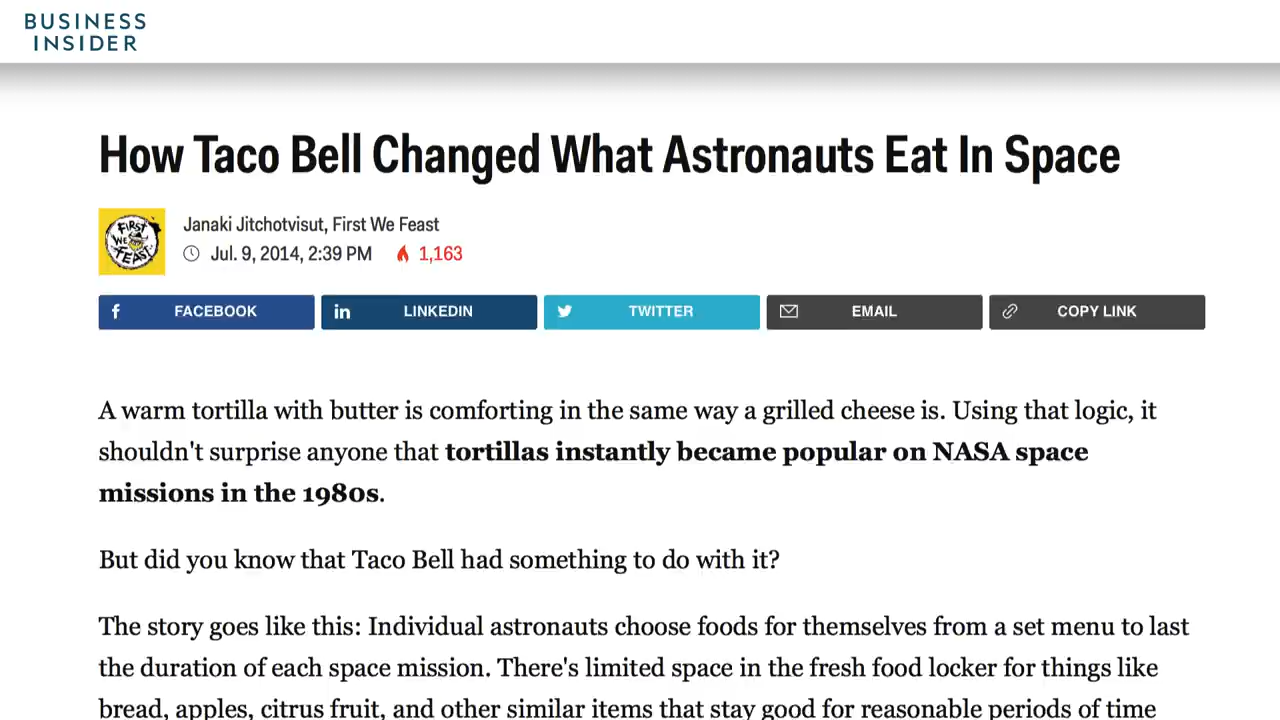 BUSINESS
INSIDER
How Taco Bell Changed What Astronauts Eat In Space
FIRST
WE
FEAST
Janaki Jitchotvisut, First We Feast
Jul. 9, 2014, 2:39 PM 1,163
FACEBOOK LINKEDIN TWITTER EMAIL COPY LINK
A warm tortilla with butter is comforting in the same way a grilled cheese is. Using that logic, it
shouldn't surprise anyone that tortillas instantly became popular on NASA space
missions in the 1980s.
But did you know that Taco Bell had something to do with it?
The story goes like this: Individual astronauts choose foods for themselves from a set menu to last
the duration of each space mission. There's limited space in the fresh food locker for things like
bread, apples, citrus fruit, and other similar items that stay good for reasonable periods of time